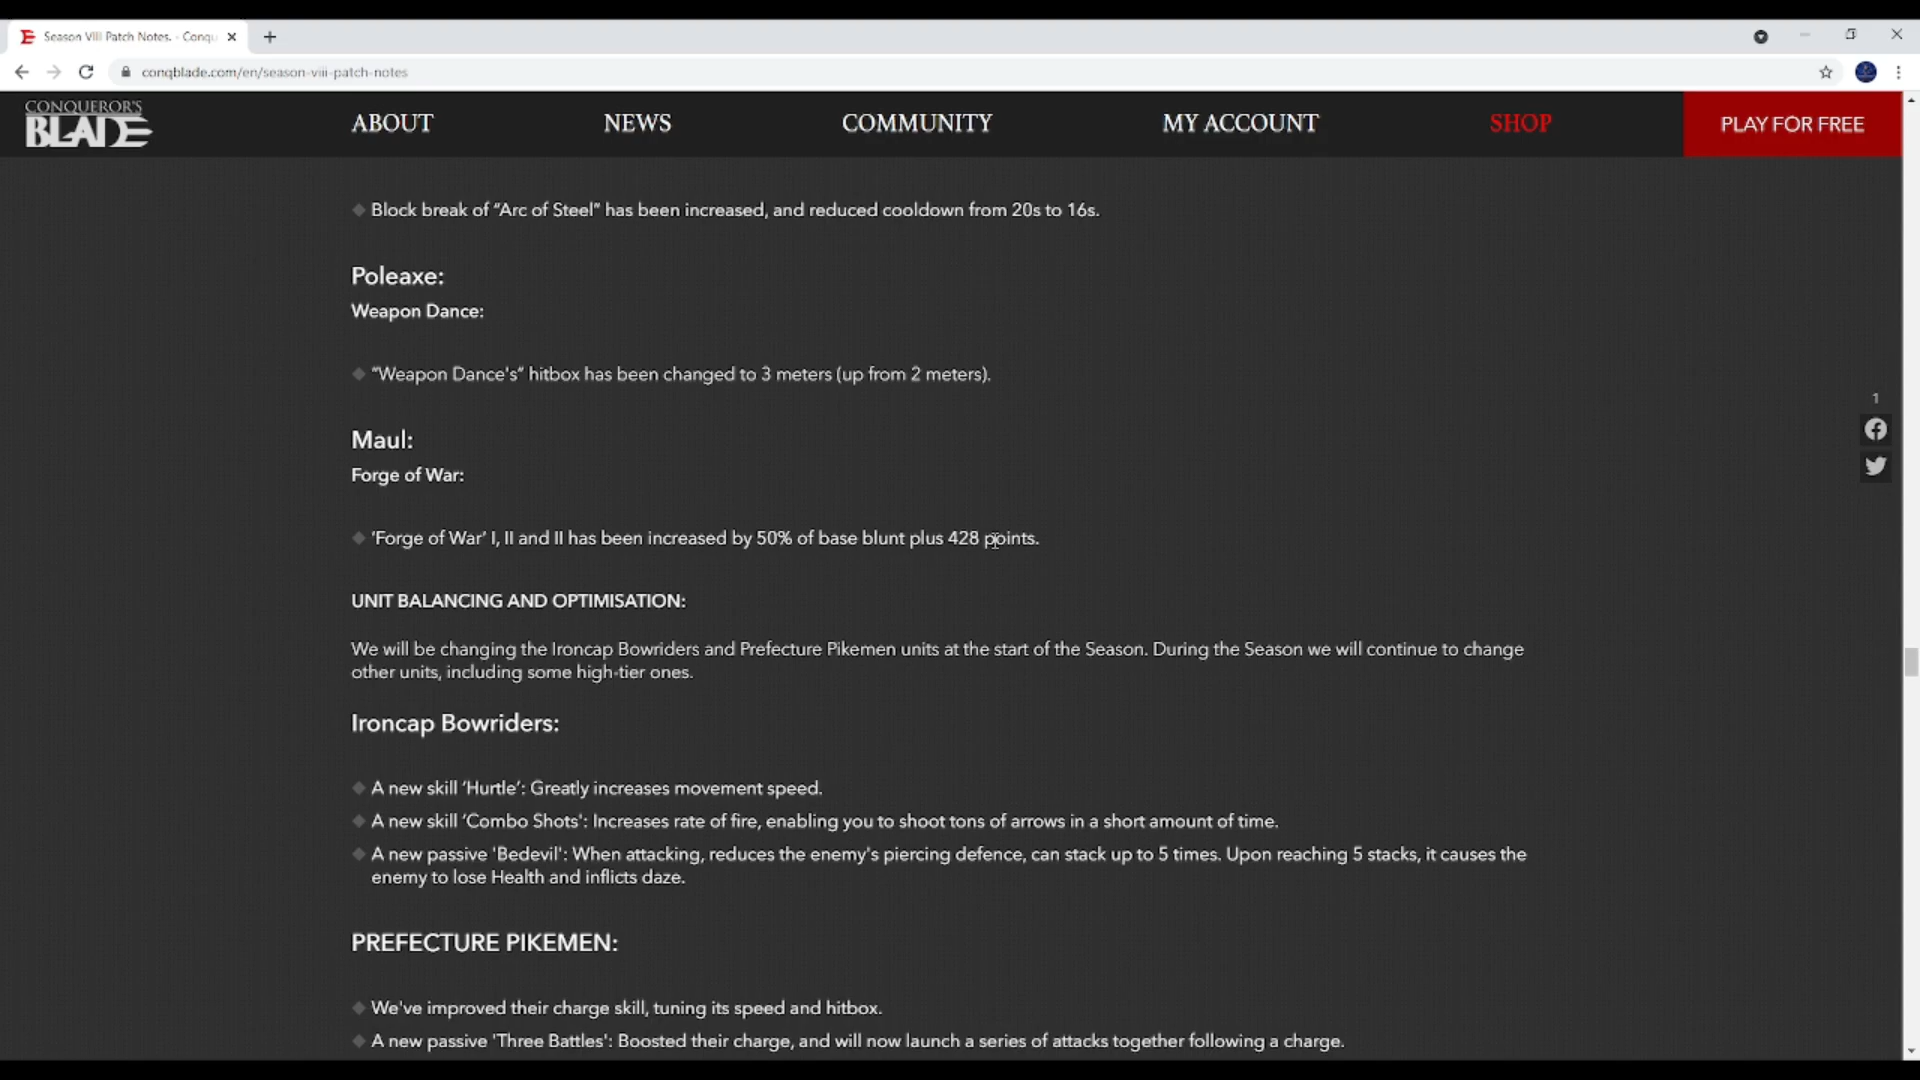 Season VIII Patch Notes. - Conqu
conqblade.com/en/season-viii-patch-notes
CONQUEROR'S
BLADE
ABOUT
NEWS
COMMUNITY
MY ACCOUNT
SHOP
PLAY FOR FREE
Block break of “Arc of Steel” has been increased, and reduced cooldown from 20s to 16s.
Poleaxe:
Weapon Dance:
“Weapon Dance's” hitbox has been changed to 3 meters (up from 2 meters).
1
Maul:
Forge of War:
‘Forge of War’ I, II and II has been increased by 50% of base blunt plus 428 points.
UNIT BALANCING AND OPTIMISATION:
We will be changing the Ironcap Bowriders and Prefecture Pikemen units at the start of the Season. During the Season we will continue to change
other units, including some high-tier ones.
Ironcap Bowriders:
A new skill ‘Hurtle’: Greatly increases movement speed.
A new skill ‘Combo Shots': Increases rate of fire, enabling you to shoot tons of arrows in a short amount of time.
A new passive 'Bedevil': When attacking, reduces the enemy's piercing defence, can stack up to 5 times. Upon reaching 5 stacks, it causes the
enemy to lose Health and inflicts daze.
PREFECTURE PIKEMEN:
We've improved their charge skill, tuning its speed and hitbox.
A new passive 'Three Battles': Boosted their charge, and will now launch a series of attacks together following a charge.